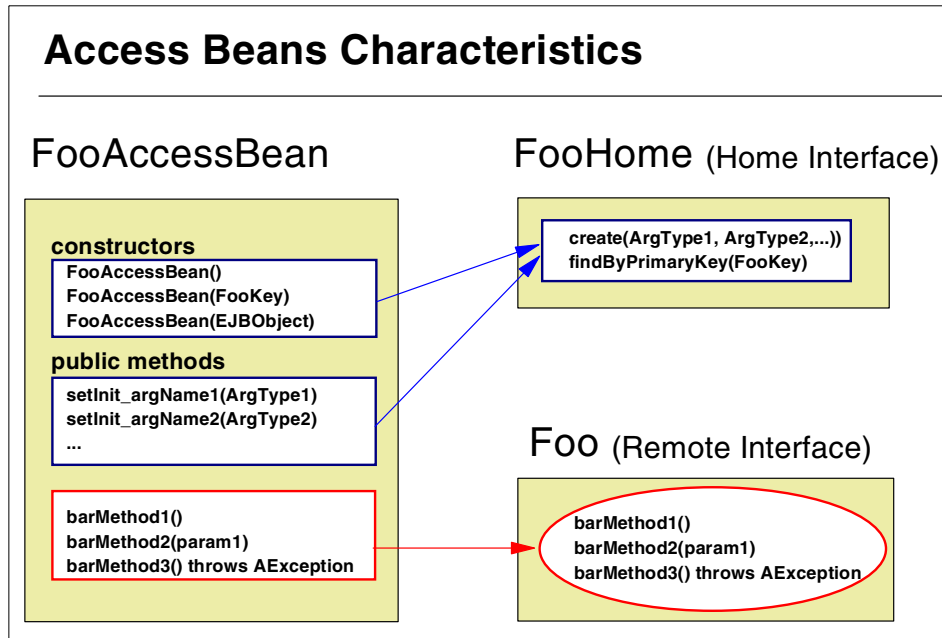 Access Beans Characteristics
FooAccessBean
constructors
FooAccessBean()
FooAccessBean(FooKey)
FooAccessBean(EJBObject)
public methods
setInit_argName1(ArgType1)
setInit_argName2(ArgType2)
...
barMethod1()
barMethod2(param1)
barMethod3() throws AException
FooHome (Home Interface)
create(ArgType1, ArgType2,...))
findByPrimaryKey(FooKey)
Foo (Remote Interface)
barMethod1()
barMethod2(param1)
barMethod3() throws AException